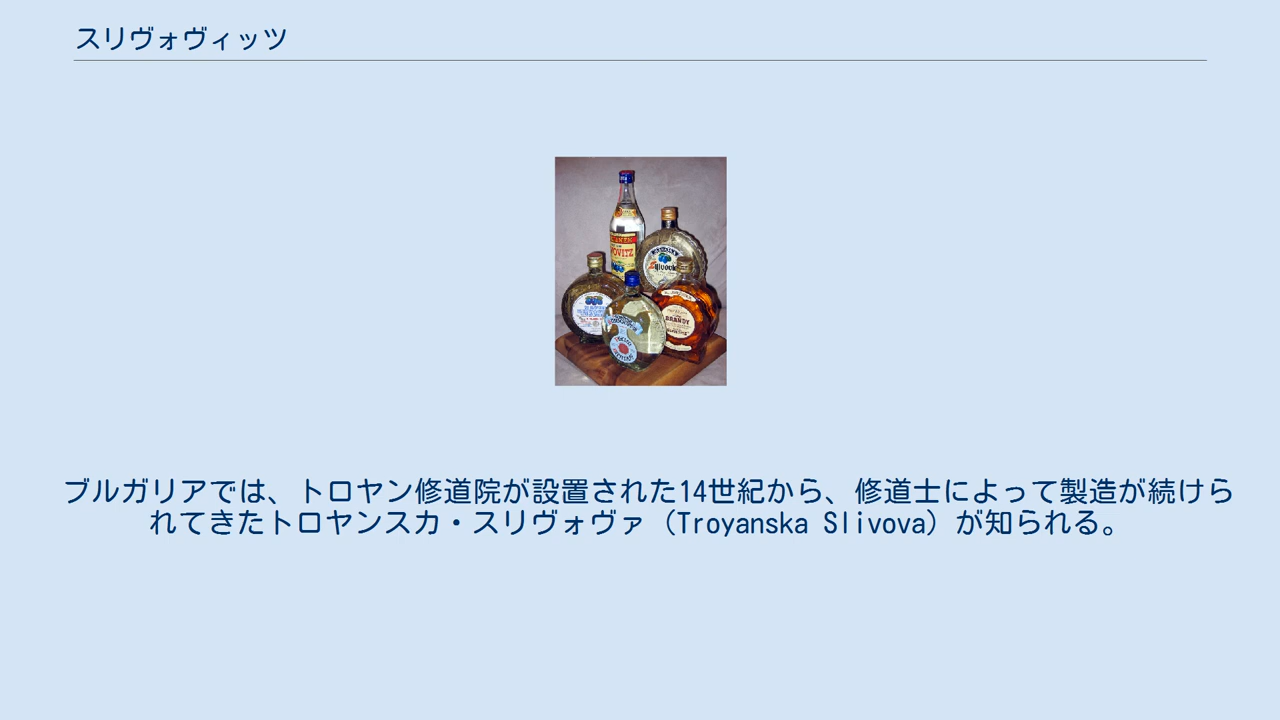 スリヴォヴィッツ
ブルガリアでは、トロヤン修道院が設置された14世紀から、修道士によって製造が続けら
れてきたトロヤンスカ・スリヴォヴァ（Troyanska Slivova）が知られる。
BRANDY